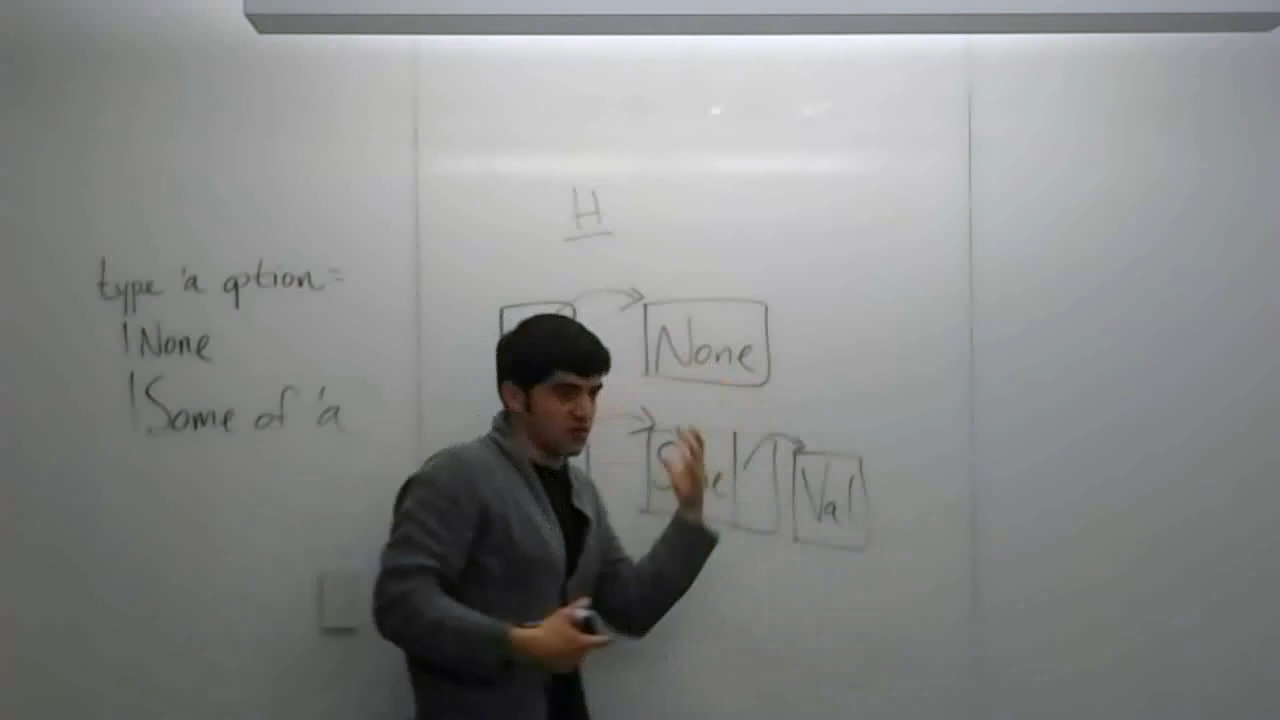 H
type 'a option =
| None
| Some of 'a
None
Val